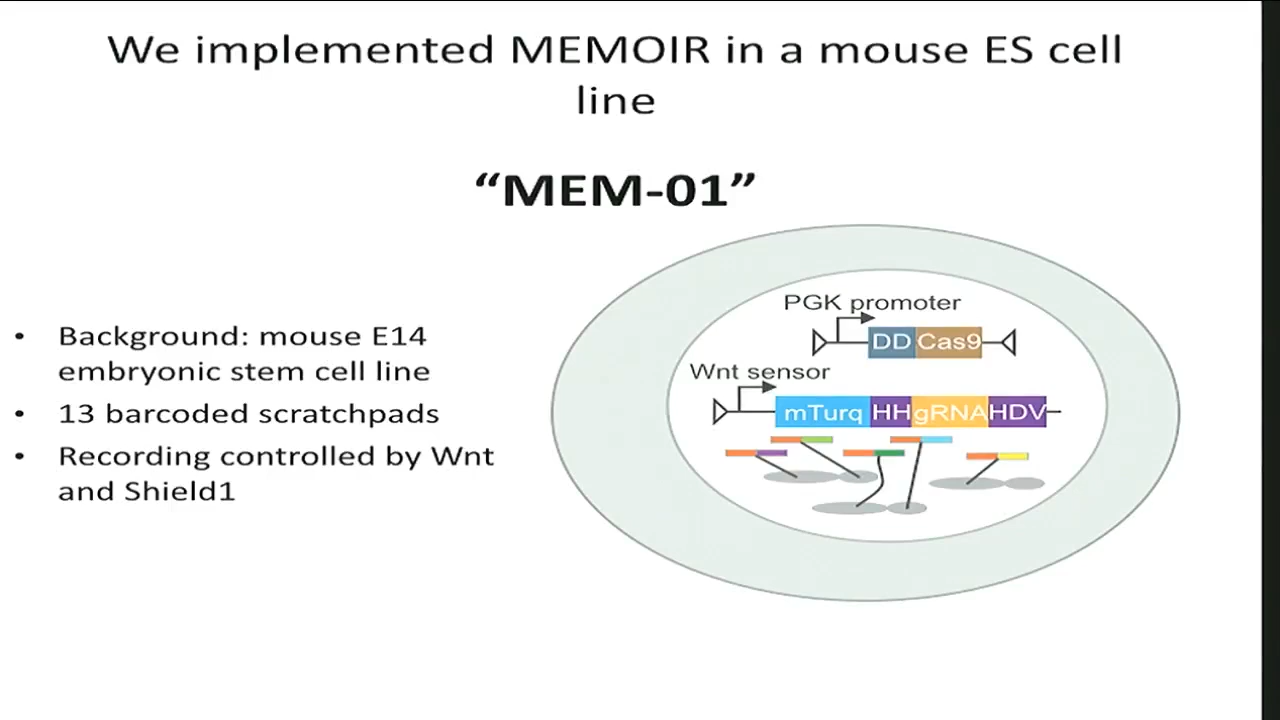 We implemented MEMOIR in a mouse ES cell
line
“MEM-01”
• Background: mouse E14
embryonic stem cell line
• 13 barcoded scratchpads
• Recording controlled by Wnt
and Shield1
PGK promoter
DD Cas9
Wnt sensor
mTurq HH gRNA HDV